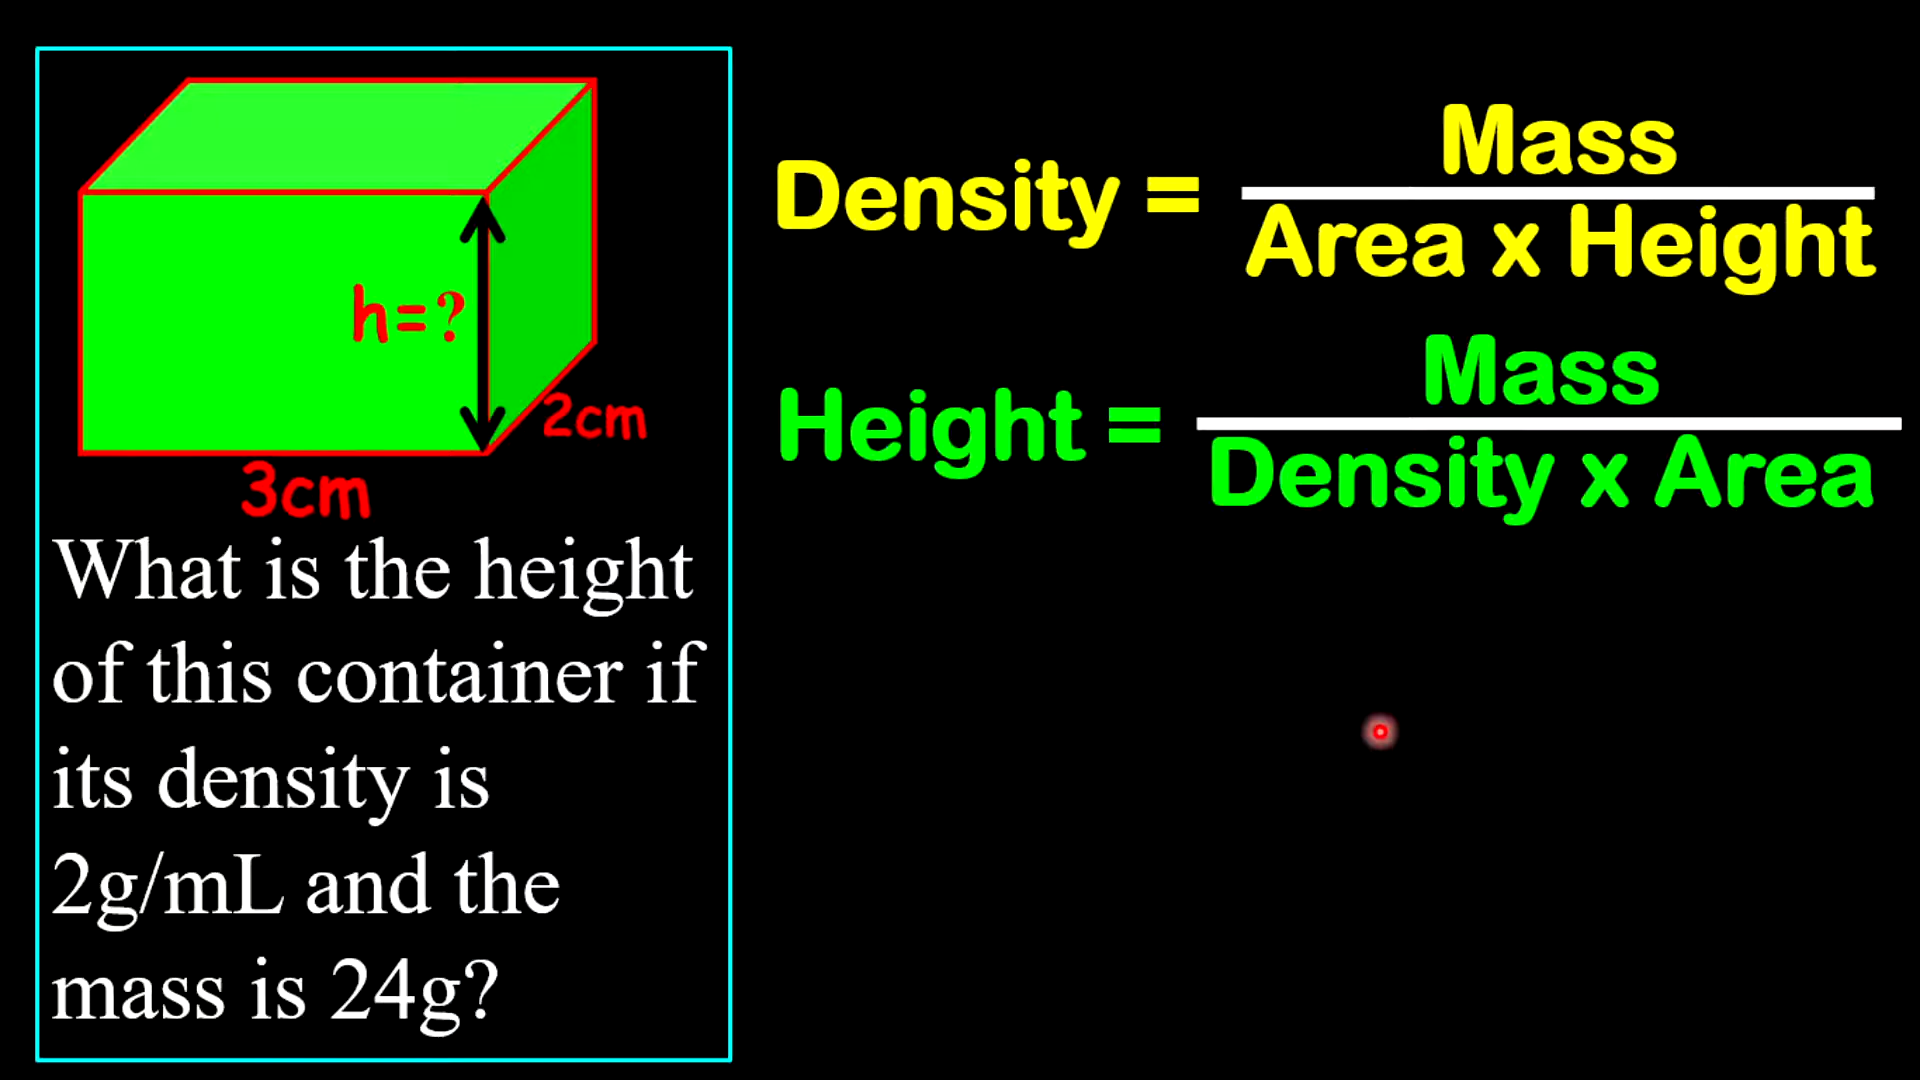 h=?
2cm
3cm
What is the height
of this container if
its density is
2g/mL and the
mass is 24g?
Density = Mass
Area x Height
Height = Mass
Density x Area